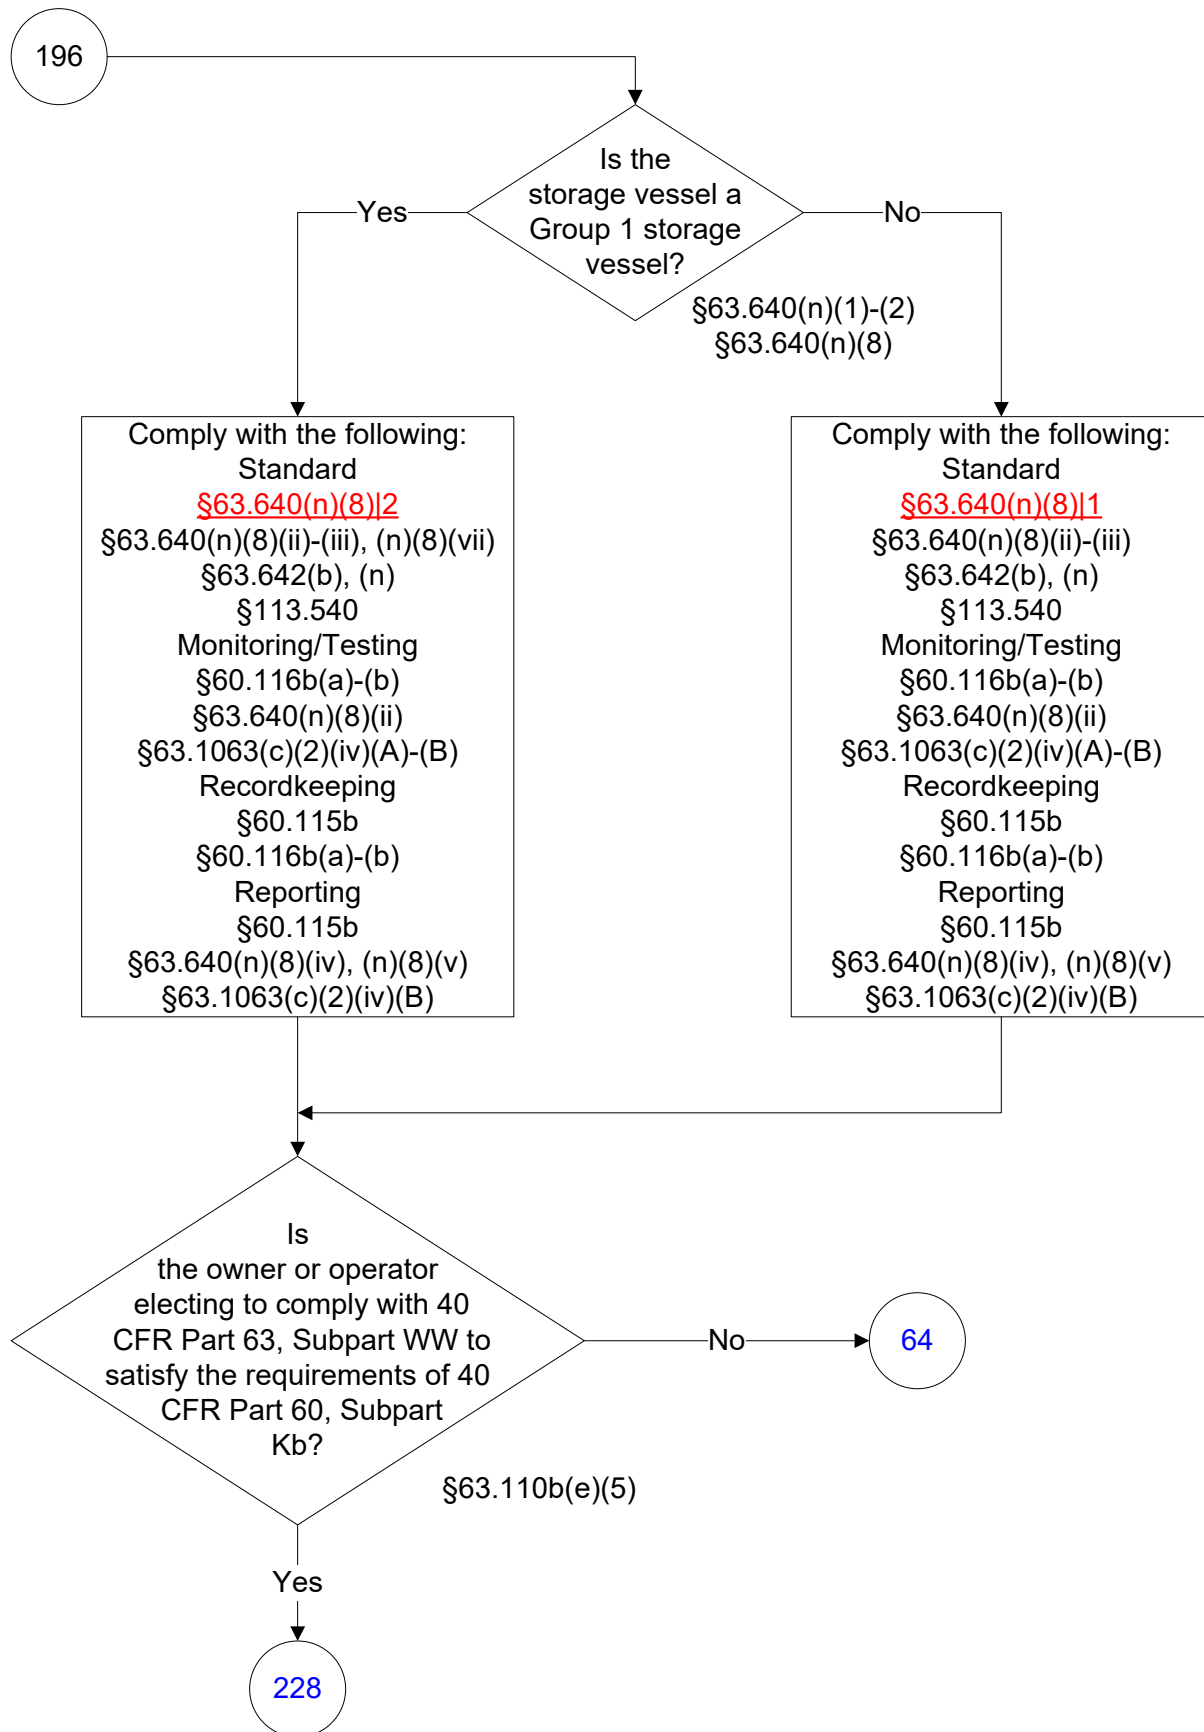 196
Is the
storage vessel a
Group 1 storage
vessel?
Yes
No
§63.640(n)(1)-(2)
§63.640(n)(8)
Comply with the following:
Standard
§63.640(n)(8)|2
§63.640(n)(8)(ii)-(iii), (n)(8)(vii)
§63.642(b), (n)
§113.540
Monitoring/Testing
§60.116b(a)-(b)
§63.640(n)(8)(ii)
§63.1063(c)(2)(iv)(A)-(B)
Recordkeeping
§60.115b
§60.116b(a)-(b)
Reporting
§60.115b
§63.640(n)(8)(iv), (n)(8)(v)
§63.1063(c)(2)(iv)(B)
Comply with the following:
Standard
§63.640(n)(8)|1
§63.640(n)(8)(ii)-(iii)
§63.642(b), (n)
§113.540
Monitoring/Testing
§60.116b(a)-(b)
§63.640(n)(8)(ii)
§63.1063(c)(2)(iv)(A)-(B)
Recordkeeping
§60.115b
§60.116b(a)-(b)
Reporting
§60.115b
§63.640(n)(8)(iv), (n)(8)(v)
§63.1063(c)(2)(iv)(B)
Is
the owner or operator
electing to comply with 40
CFR Part 63, Subpart WW to
satisfy the requirements of 40
CFR Part 60, Subpart
Kb?
No
64
§63.110b(e)(5)
Yes
228